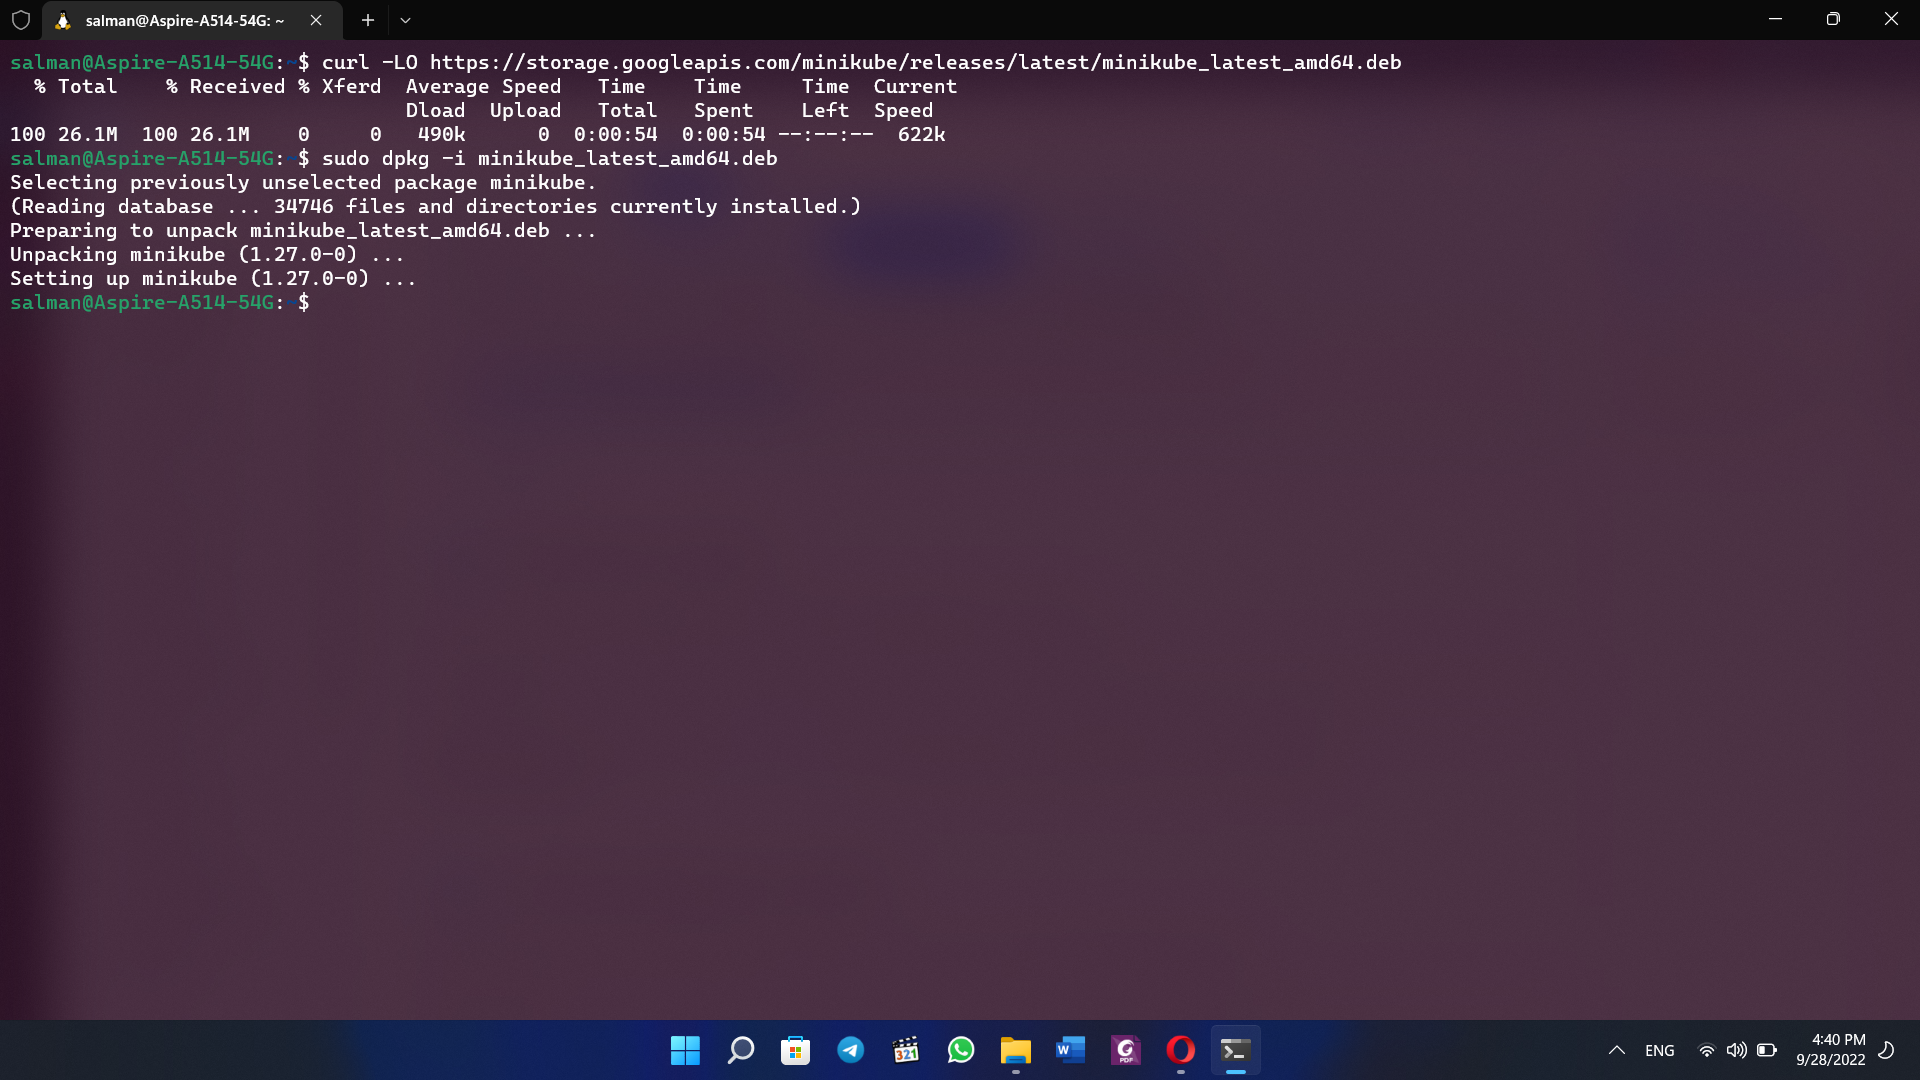 salman@Aspire-A514-54G: ~
salman@Aspire-A514-54G:~$ curl -LO https://storage.googleapis.com/minikube/releases/latest/minikube_latest_amd64.deb
  % Total    % Received % Xferd  Average Speed   Time    Time     Time  Current
                                 Dload  Upload   Total   Spent    Left  Speed
100 26.1M  100 26.1M    0     0   490k      0  0:00:54  0:00:54 --:--:--  622k
salman@Aspire-A514-54G:~$ sudo dpkg -i minikube_latest_amd64.deb
Selecting previously unselected package minikube.
(Reading database ... 34746 files and directories currently installed.)
Preparing to unpack minikube_latest_amd64.deb ...
Unpacking minikube (1.27.0-0) ...
Setting up minikube (1.27.0-0) ...
salman@Aspire-A514-54G:~$
321
W
PDF
ENG
4:40 PM
9/28/2022